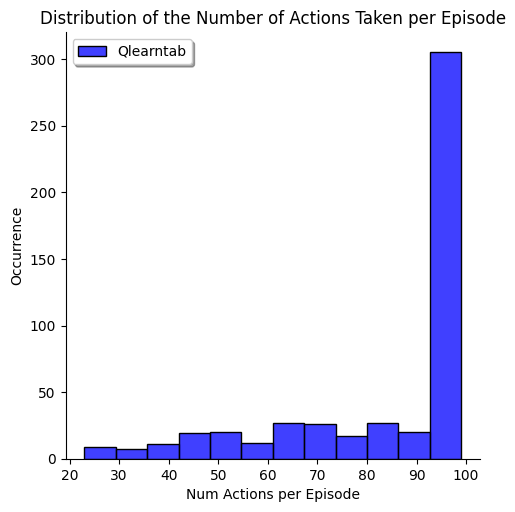 Distribution of the Number of Actions Taken per Episode
Qlearntab
300
250
200
150
100
50
0
Occurrence
20 30 40 50 60 70 80 90 100
Num Actions per Episode